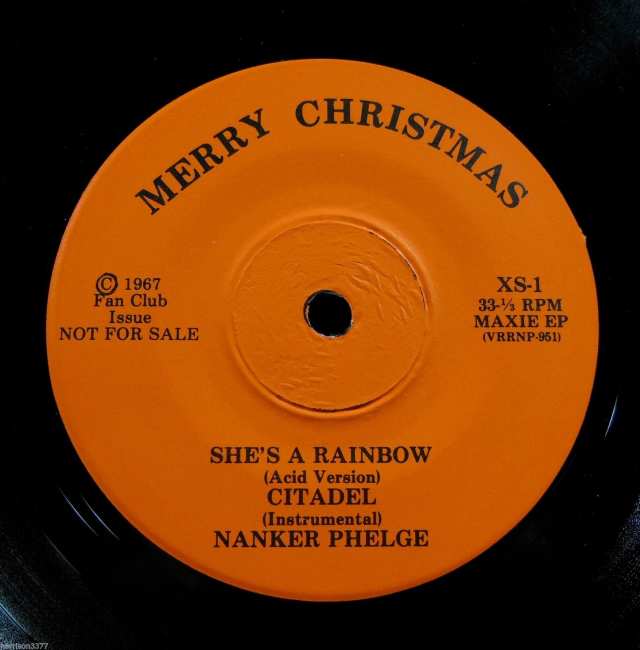 MERRY CHRISTMAS
© 1967
Fan Club
Issue
NOT FOR SALE
XS-1
33-⅓ RPM
MAXIE EP
(VRRNP-951)
SHE'S A RAINBOW
(Acid Version)
CITADEL
(Instrumental)
NANKER PHELGE
harrison3377